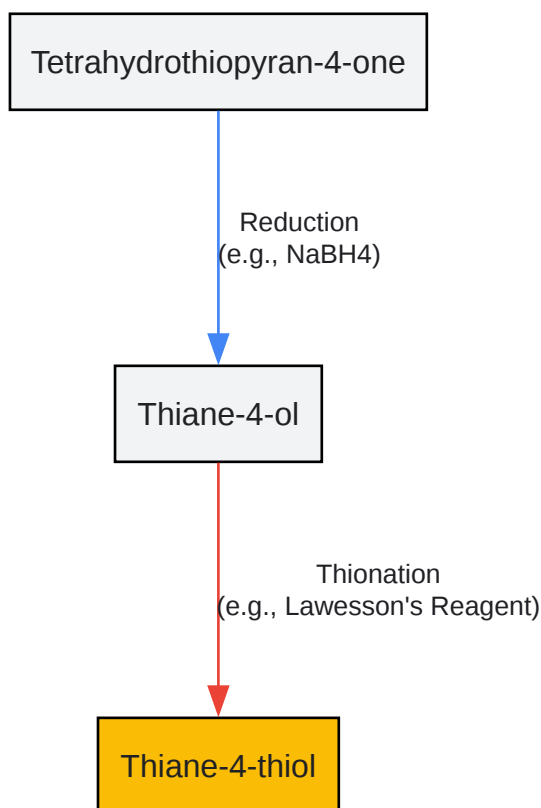 Tetrahydrothiopyran-4-one
Reduction
(e.g., NaBH4)
Thiane-4-ol
Thionation
(e.g., Lawesson's Reagent)
Thiane-4-thiol